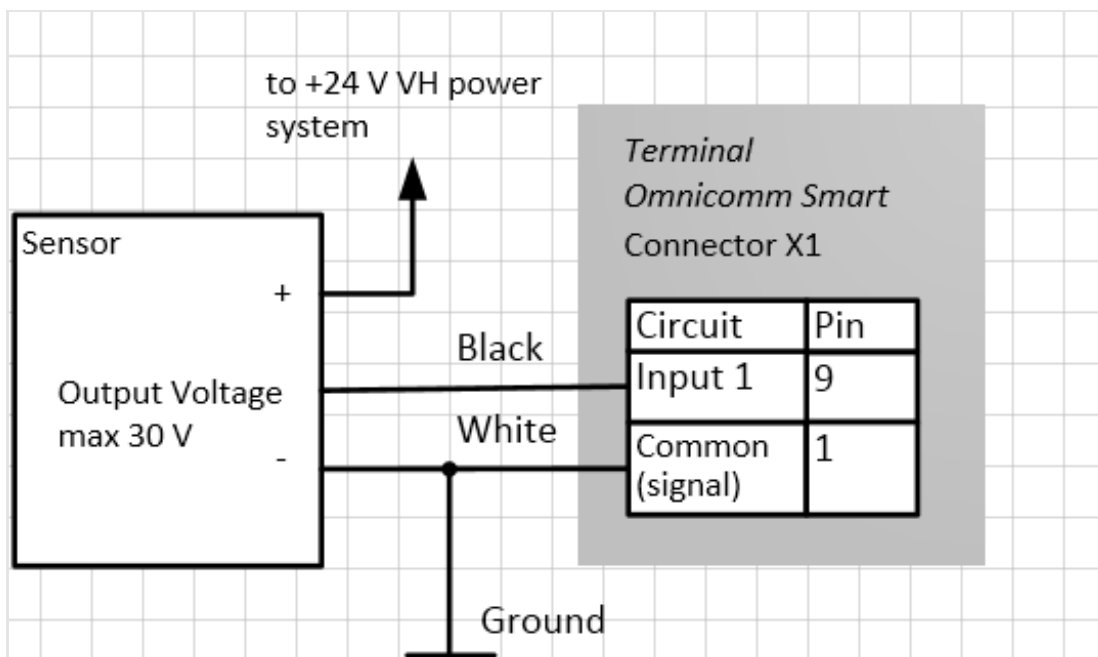 to +24 V VH power
system
Terminal
Omnicomm Smart
Connector X1
Sensor
+
Circuit Pin
Black
Input 1 9
Output Voltage
max 30 V
White
-
Common
(signal)
1
Ground